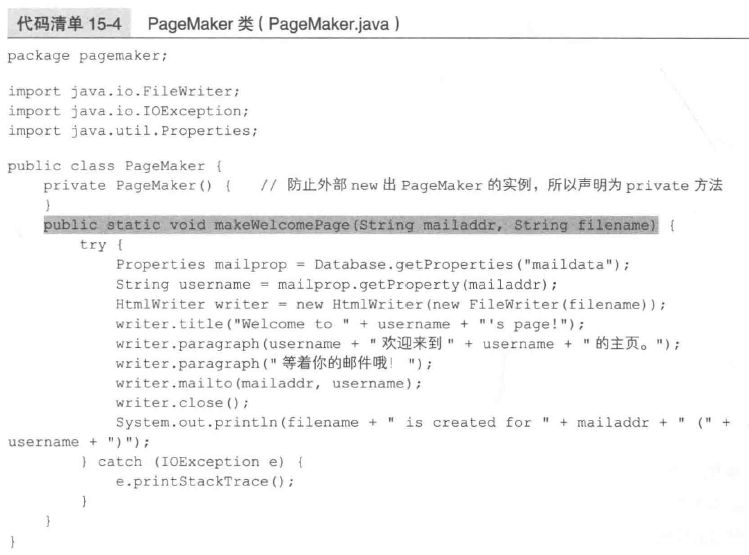 代码清单 15-4 PageMaker 类 ( PageMaker.java )
package pagemaker;
import java.io.FileWriter;
import java.io.IOException;
import java.util.Properties;
public class PageMaker {
    private PageMaker() {   // 防止外部 new 出 PageMaker 的实例，所以声明为 private 方法
    }
    public static void makeWelcomePage(String mailaddr, String filename) {
        try {
            Properties mailprop = Database.getProperties("maildata");
            String username = mailprop.getProperty(mailaddr);
            HtmlWriter writer = new HtmlWriter(new FileWriter(filename));
            writer.title("Welcome to " + username + "'s page!");
            writer.paragraph(username + " 欢迎来到 " + username + " 的主页。");
            writer.paragraph(" 等着你的邮件哦！ ");
            writer.mailto(mailaddr, username);
            writer.close();
            System.out.println(filename + " is created for " + mailaddr + " (" +
username + ")");
        } catch (IOException e) {
            e.printStackTrace();
        }
    }
}